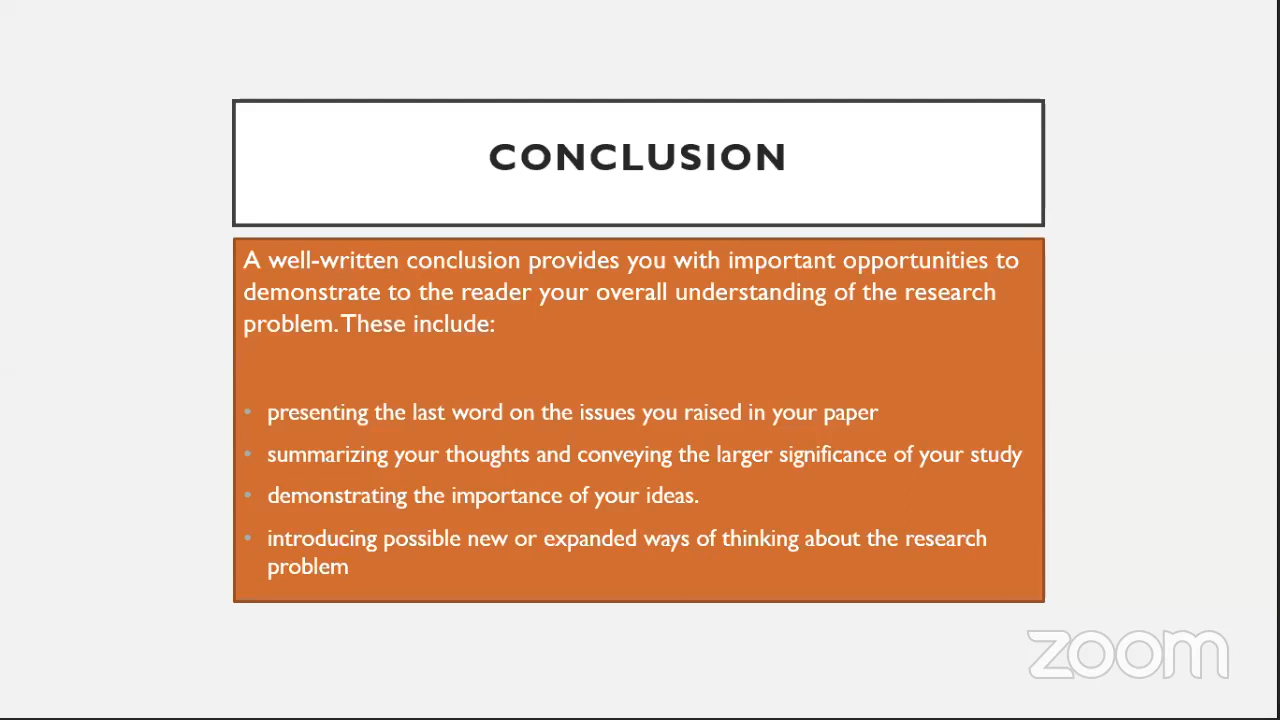 CONCLUSION
A well-written conclusion provides you with important opportunities to
demonstrate to the reader your overall understanding of the research
problem. These include:
• presenting the last word on the issues you raised in your paper
• summarizing your thoughts and conveying the larger significance of your study
• demonstrating the importance of your ideas.
• introducing possible new or expanded ways of thinking about the research
problem
zoom